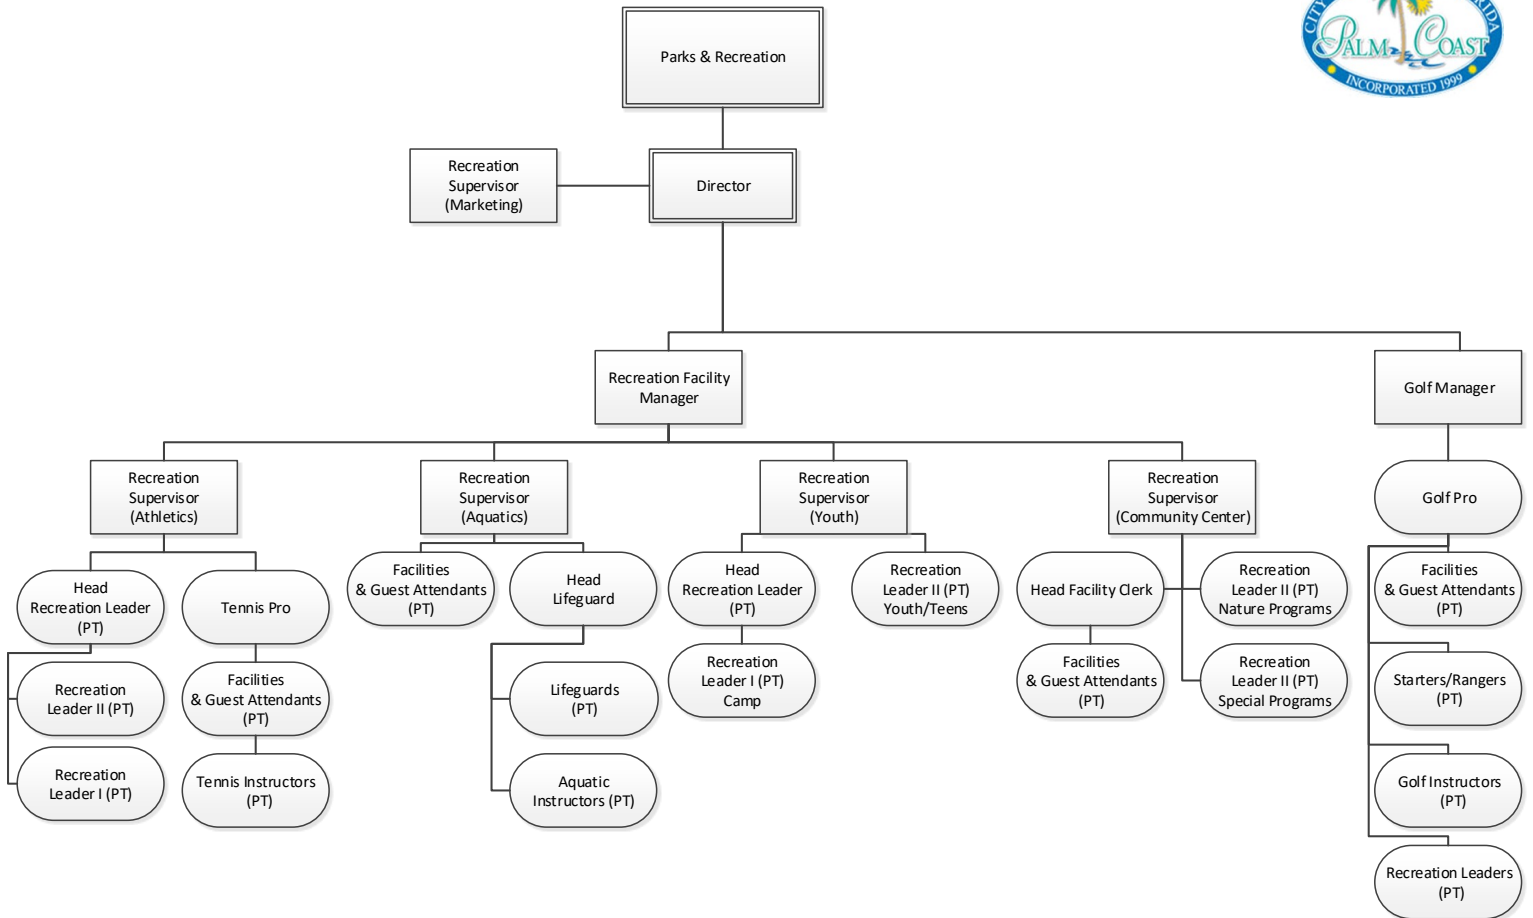 CITY
RIDA
PALM COAST
INCORPORATED 1999
Parks & Recreation
Recreation
Supervisor
(Marketing)
Director
Recreation Facility
Manager
Golf Manager
Recreation
Supervisor
(Athletics)
Recreation
Supervisor
(Aquatics)
Recreation
Supervisor
(Youth)
Recreation
Supervisor
(Community Center)
Golf Pro
Head
Recreation Leader
(PT)
Tennis Pro
Facilities
& Guest Attendants
(PT)
Head
Lifeguard
Head
Recreation Leader
(PT)
Recreation
Leader II (PT)
Youth/Teens
Head Facility Clerk
Recreation
Leader II (PT)
Nature Programs
Facilities
& Guest Attendants
(PT)
Recreation
Leader II (PT)
Facilities
& Guest Attendants
(PT)
Lifeguards
(PT)
Recreation
Leader I (PT)
Camp
Facilities
& Guest Attendants
(PT)
Recreation
Leader II (PT)
Special Programs
Starters/Rangers
(PT)
Recreation
Leader I (PT)
Tennis Instructors
(PT)
Aquatic
Instructors (PT)
Golf Instructors
(PT)
Recreation Leaders
(PT)